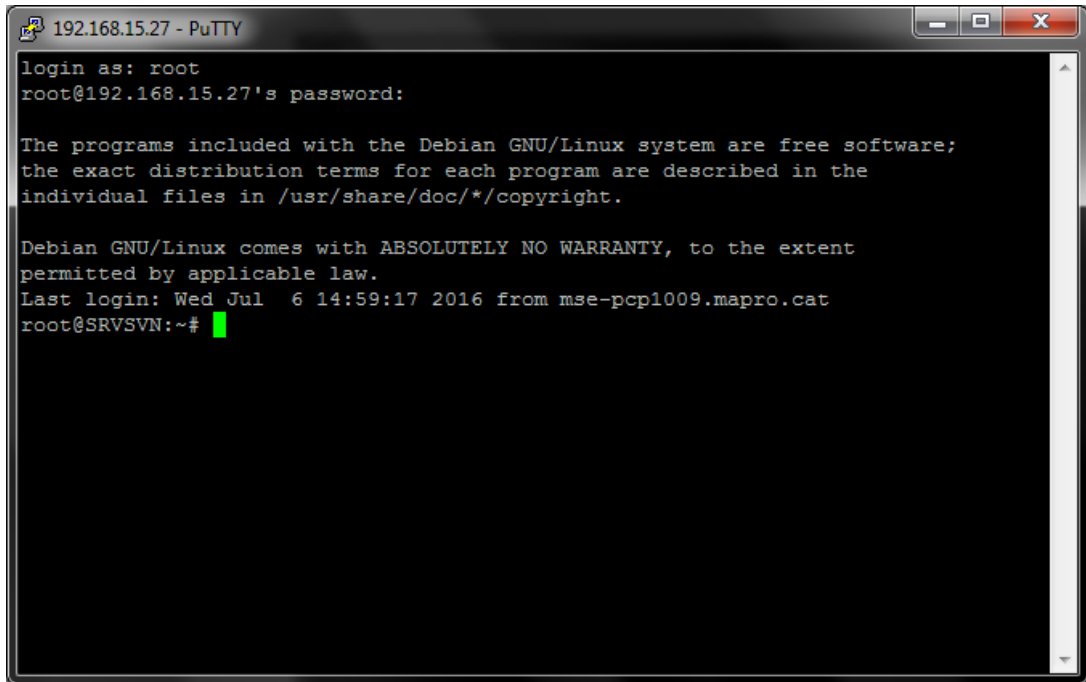 192.168.15.27 - PuTTY
login as: root
root@192.168.15.27's password:
The programs included with the Debian GNU/Linux system are free software;
the exact distribution terms for each program are described in the
individual files in /usr/share/doc/*/copyright.
Debian GNU/Linux comes with ABSOLUTELY NO WARRANTY, to the extent
permitted by applicable law.
Last login: Wed Jul  6 14:59:17 2016 from mse-pcp1009.mapro.cat
root@SRVSVN:~#